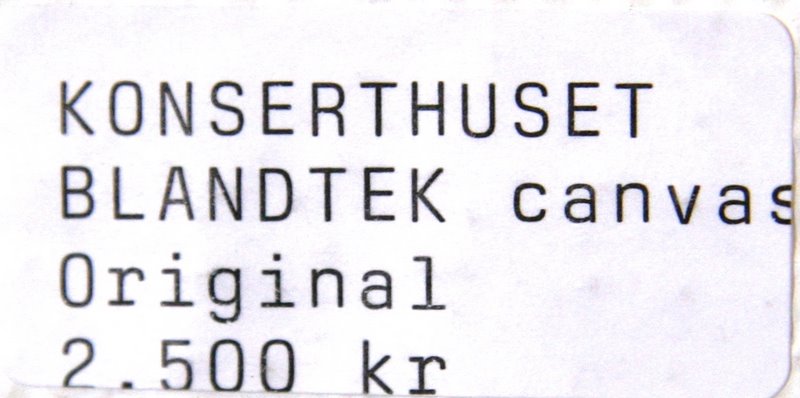 KONSERTHUSET
BLANDTEK canvas
Original
2.500 kr